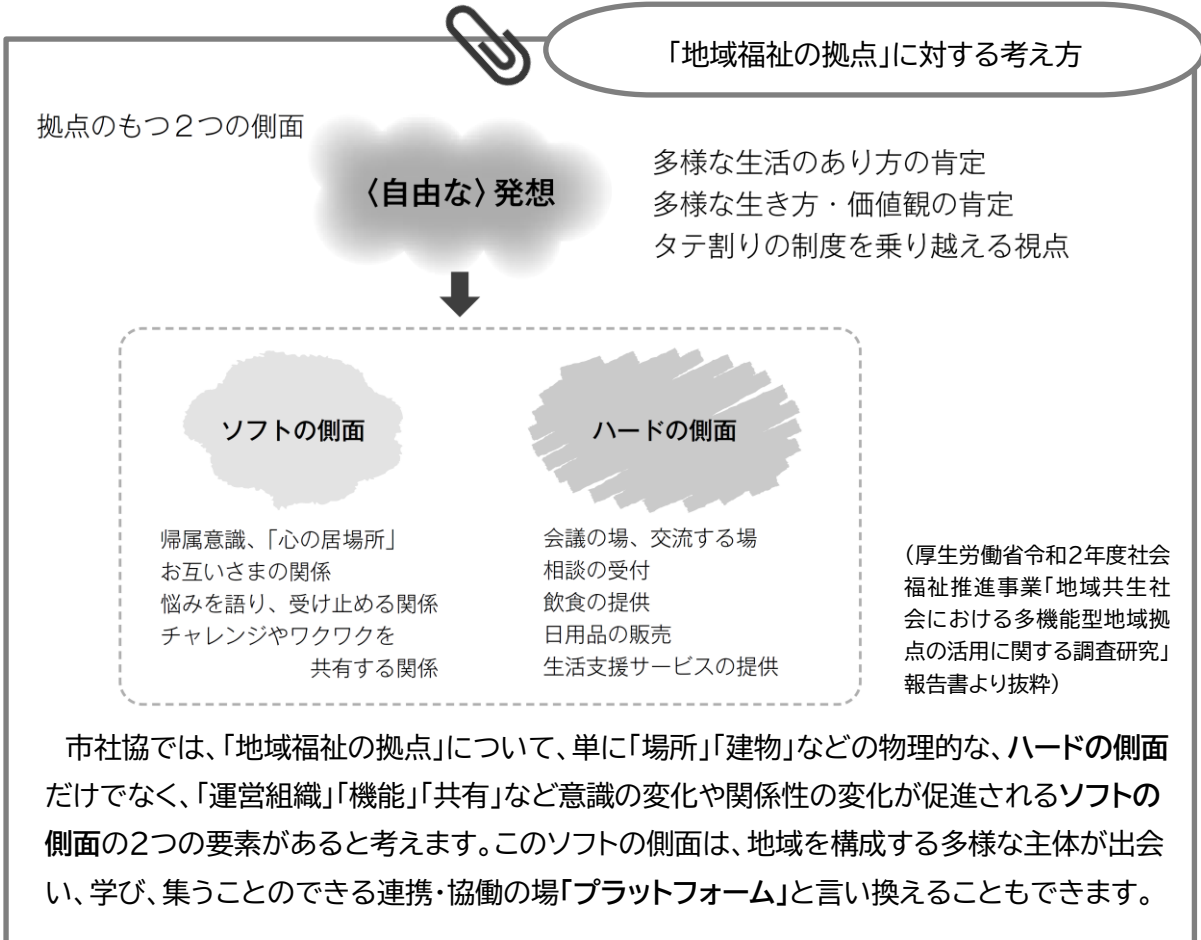 「地域福祉の拠点」に対する考え方
拠点のもつ2つの側面
〈自由な〉発想
多様な生活のあり方の肯定
多様な生き方・価値観の肯定
タテ割りの制度を乗り越える視点
ソフトの側面
帰属意識、「心の居場所」
お互いさまの関係
悩みを語り、受け止める関係
チャレンジやワクワクを
共有する関係
ハードの側面
会議の場、交流する場
相談の受付
飲食の提供
日用品の販売
生活支援サービスの提供
(厚生労働省令和2年度社会
福祉推進事業「地域共生社
会における多機能型地域拠
点の活用に関する調査研究」
報告書より抜粋)
市社協では、「地域福祉の拠点」について、単に「場所」「建物」などの物理的な、ハードの側面
だけでなく、「運営組織」「機能」「共有」など意識の変化や関係性の変化が促進されるソフトの
側面の2つの要素があると考えます。このソフトの側面は、地域を構成する多様な主体が出会
い、学び、集うことのできる連携・協働の場「プラットフォーム」と言い換えることもできます。